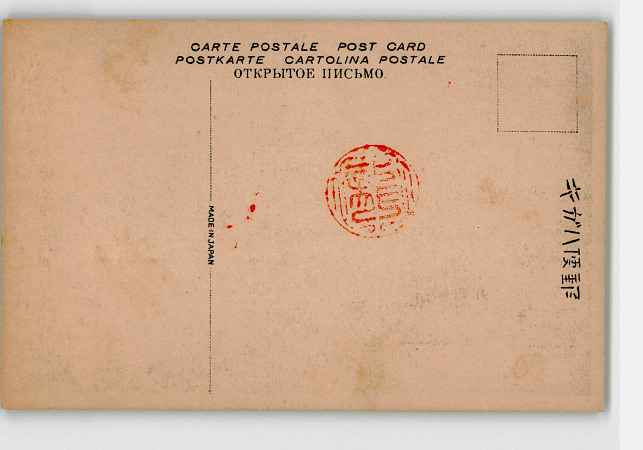 CARTE POSTALE POST CARD
POSTKARTE CARTOLINA POSTALE
ОТКРЫТОЕ ПИСЬМО.
MADE IN JAPAN
キガハ便郵